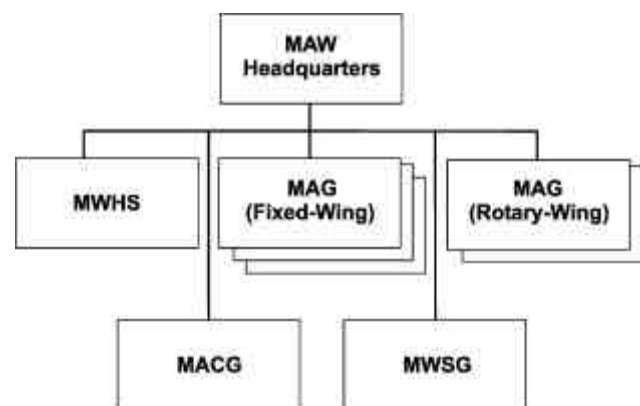 MAW
Headquarters
MWHS
MAG
(Fixed-Wing)
MAG
(Rotary-Wing)
MACG
MWSG